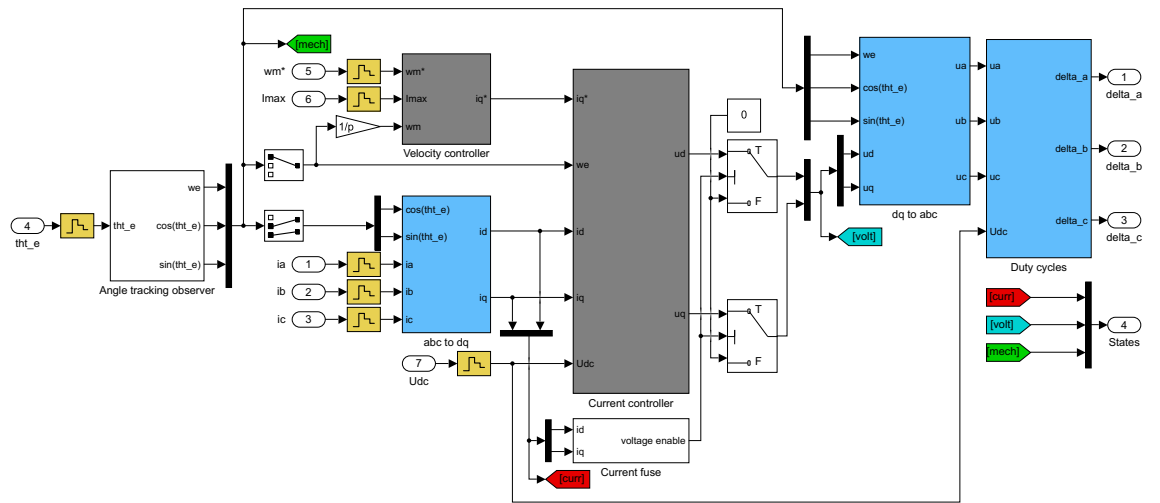 [mech]
wm*
5
Imax
6
1/p
wm*
Imax
wm
iq*
Velocity controller
4
tht_e
tht_e
we
cos(tht_e)
sin(tht_e)
Angle tracking observer
ia
1
ib
2
ic
3
cos(tht_e)
sin(tht_e)
ia
ib
ic
id
iq
abc to dq
7
Udc
iq*
we
id
iq
Udc
ud
uq
Current controller
id
iq
voltage enable
Current fuse
[curr]
0
T
F
T
F
[volt]
we
cos(tht_e)
sin(tht_e)
ud
uq
ua
ub
uc
dq to abc
ua
ub
uc
Udc
delta_a
delta_b
delta_c
Duty cycles
1
delta_a
2
delta_b
3
delta_c
[curr]
[volt]
[mech]
4
States